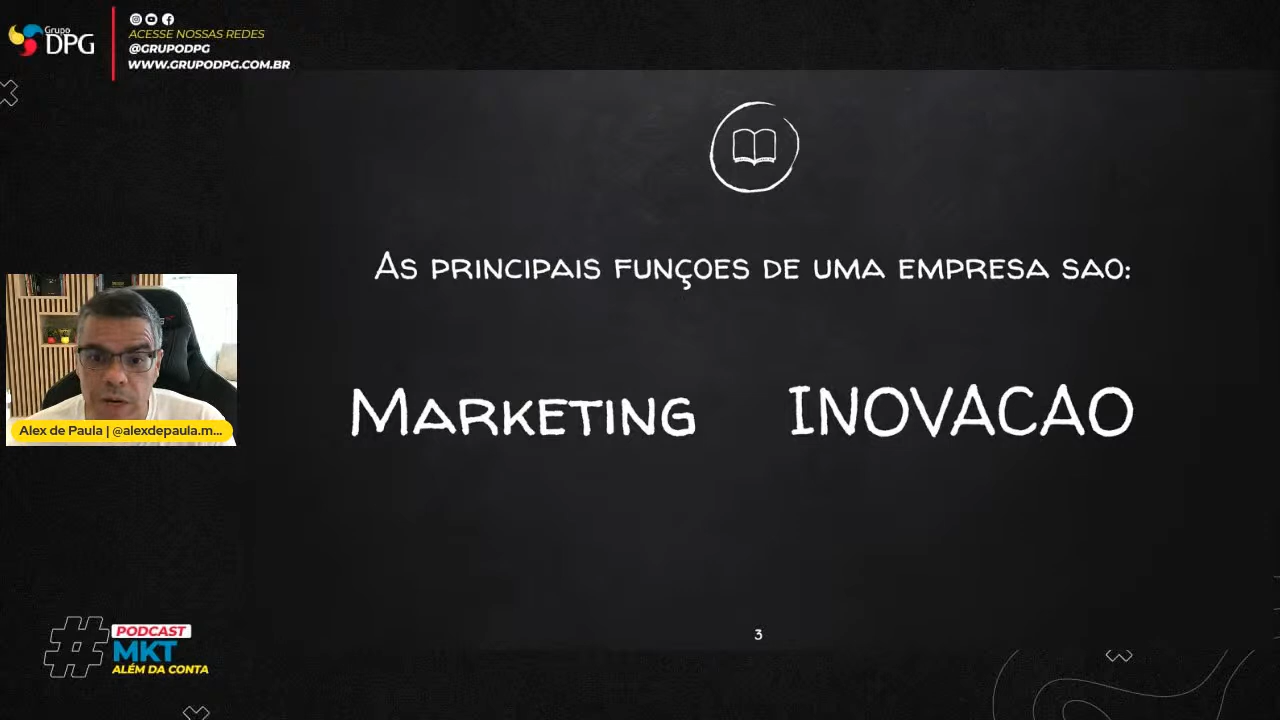 Grupo
DPG
ACESSE NOSSAS REDES
@GRUPODPG
WWW.GRUPODPG.COM.BR
AS PRINCIPAIS FUNÇOES DE UMA EMPRESA SAO:
MARKETING INOVACAO
Alex de Paula | @alexdepaula.m...
PODCAST
MKT
ALÉM DA CONTA
3